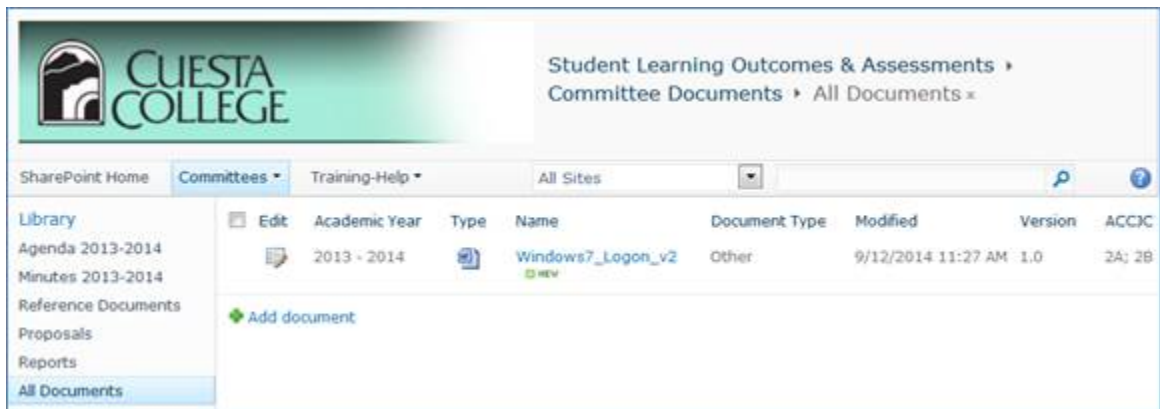 CUESTA
COLLEGE
Student Learning Outcomes & Assessments
Committee Documents All Documents
SharePoint Home Committees Training-Help All Sites
Library
Agenda 2013-2014
Minutes 2013-2014
Reference Documents
Proposals
Reports
All Documents
Edit Academic Year Type Name Document Type Modified Version ACCJC
2013 - 2014 Windows7_Logon_v2 Other 9/12/2014 11:27 AM 1.0 2A; 2B
NEW
Add document